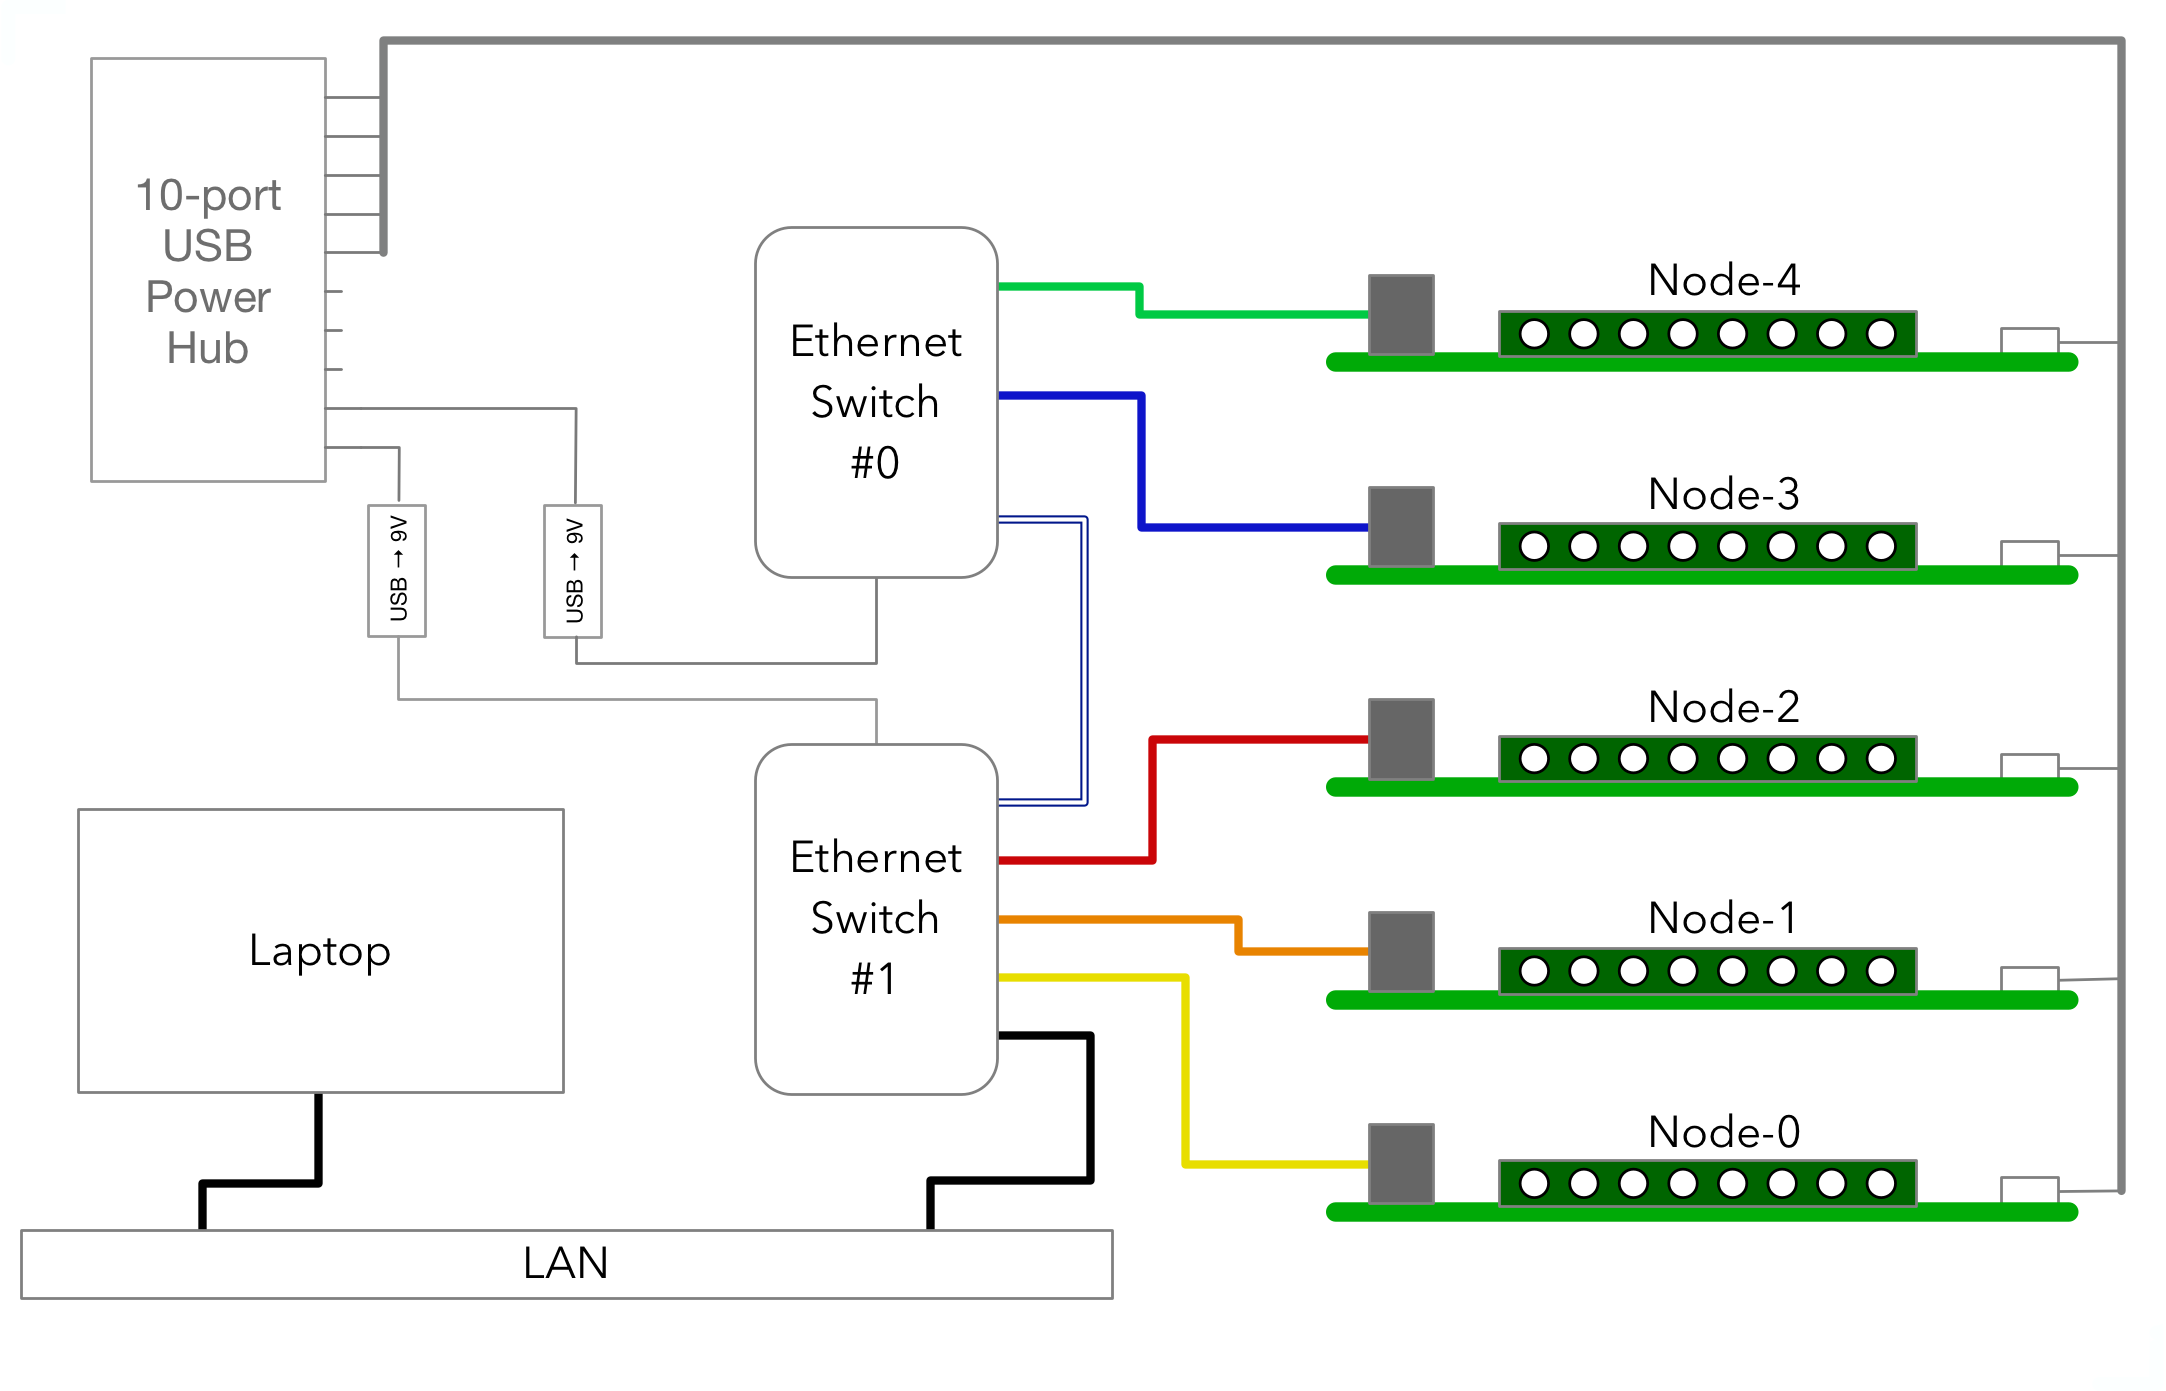 10-port
USB
Power
Hub
USB → 9V
USB → 9V
Ethernet
Switch
#0
Ethernet
Switch
#1
Laptop
LAN
Node-4
Node-3
Node-2
Node-1
Node-0